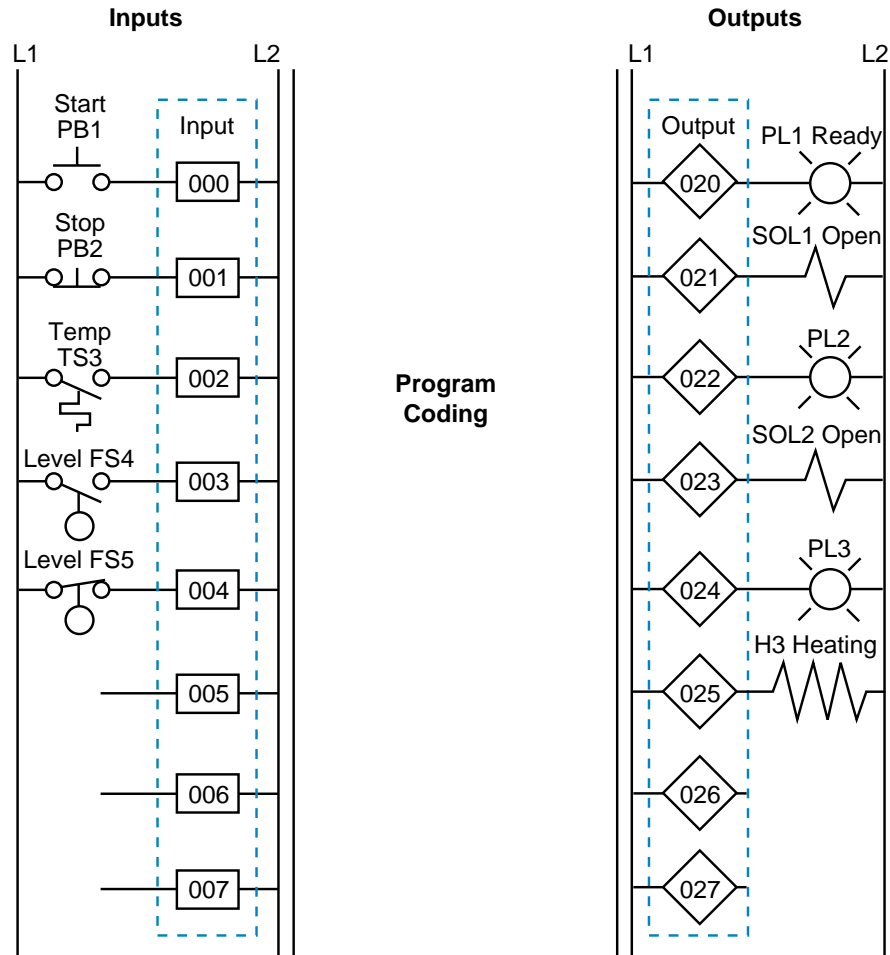 Inputs
L1
L2
Start
PB1
Input
000
Stop
PB2
001
Temp
TS3
002
Level FS4
003
Level FS5
004
005
006
007
Program
Coding
Outputs
L1
L2
Output
PL1 Ready
020
SOL1 Open
021
PL2
022
SOL2 Open
023
PL3
024
H3 Heating
025
026
027